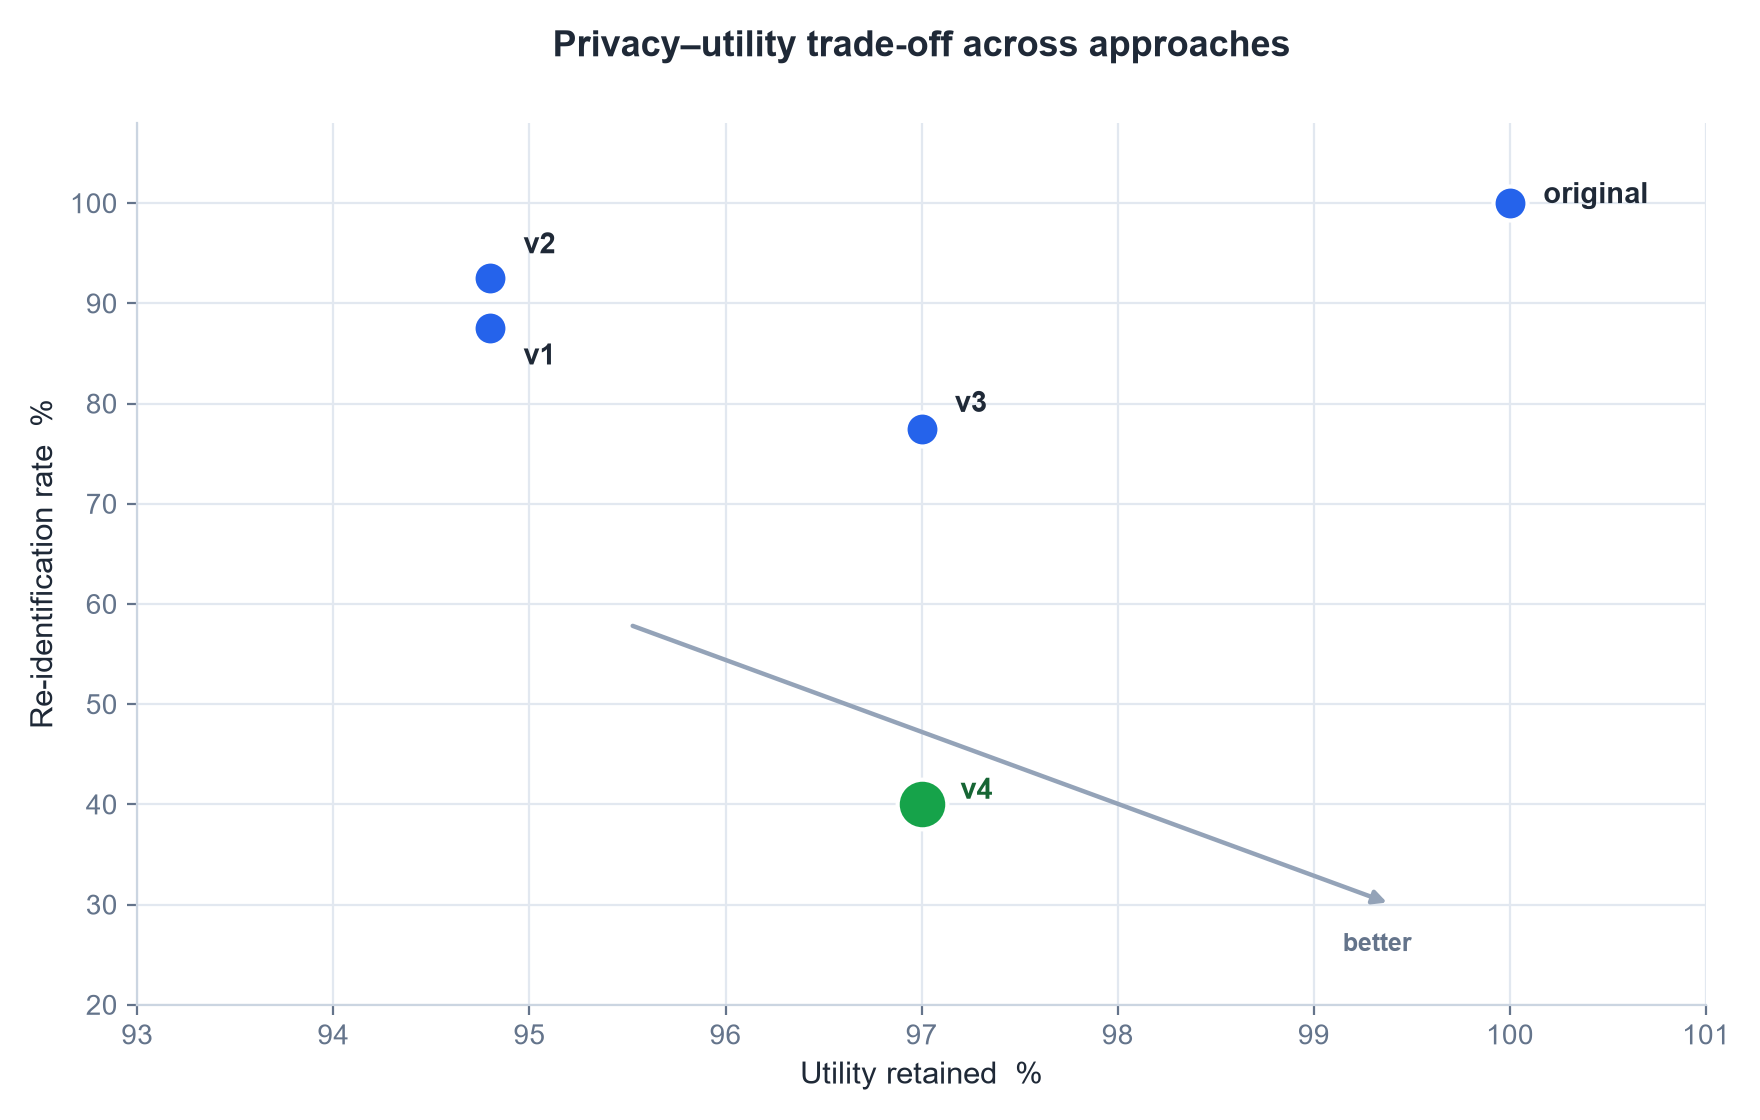 Privacy–utility trade-off across approaches
100
90
80
70
60
50
40
30
20
Re-identification rate %
original
v2
v1
v3
v4
better
93
94
95
96
97
98
99
100
101
Utility retained %